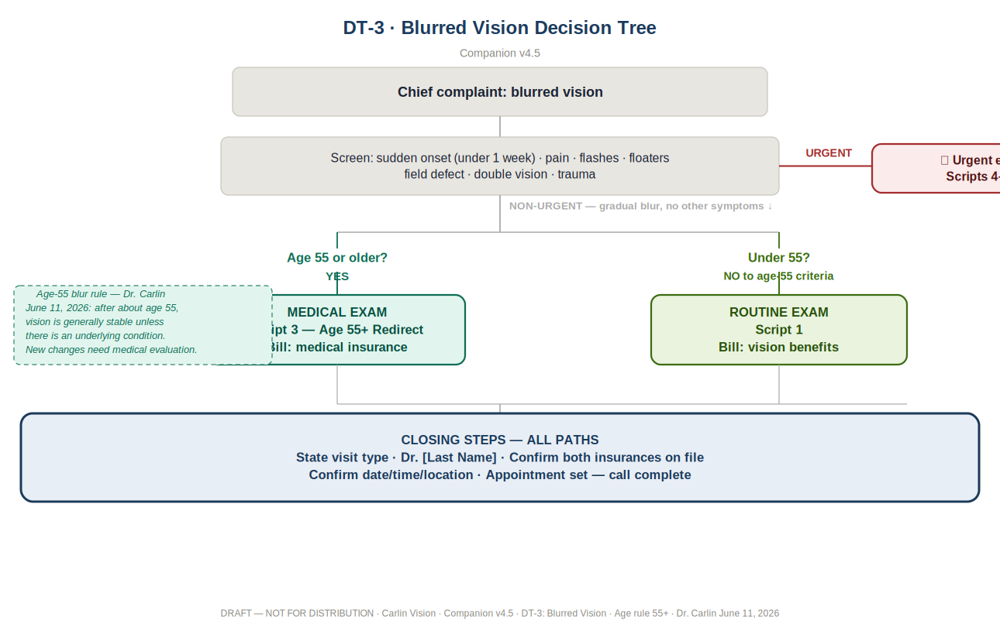 DT-3 · Blurred Vision Decision Tree
Companion v4.5
Chief complaint: blurred vision
Screen: sudden onset (under 1 week) · pain · flashes · floaters
field defect · double vision · trauma
URGENT
Urgent
Scripts
NON-URGENT — gradual blur, no other symptoms ↓
Age 55 or older?
YES
Under 55?
NO to age-55 criteria
Age-55 blur rule — Dr. Carlin
June 11, 2026: after about age 55,
vision is generally stable unless
there is an underlying condition.
New changes need medical evaluation.
MEDICAL EXAM
3 — Age 55+ Redirect
Bill: medical insurance
ROUTINE EXAM
Script 1
Bill: vision benefits
CLOSING STEPS — ALL PATHS
State visit type · Dr. [Last Name] · Confirm both insurances on file
Confirm date/time/location · Appointment set — call complete
DRAFT — NOT FOR DISTRIBUTION · Carlin Vision · Companion v4.5 · DT-3: Blurred Vision · Age rule 55+ · Dr. Carlin June 11, 2026